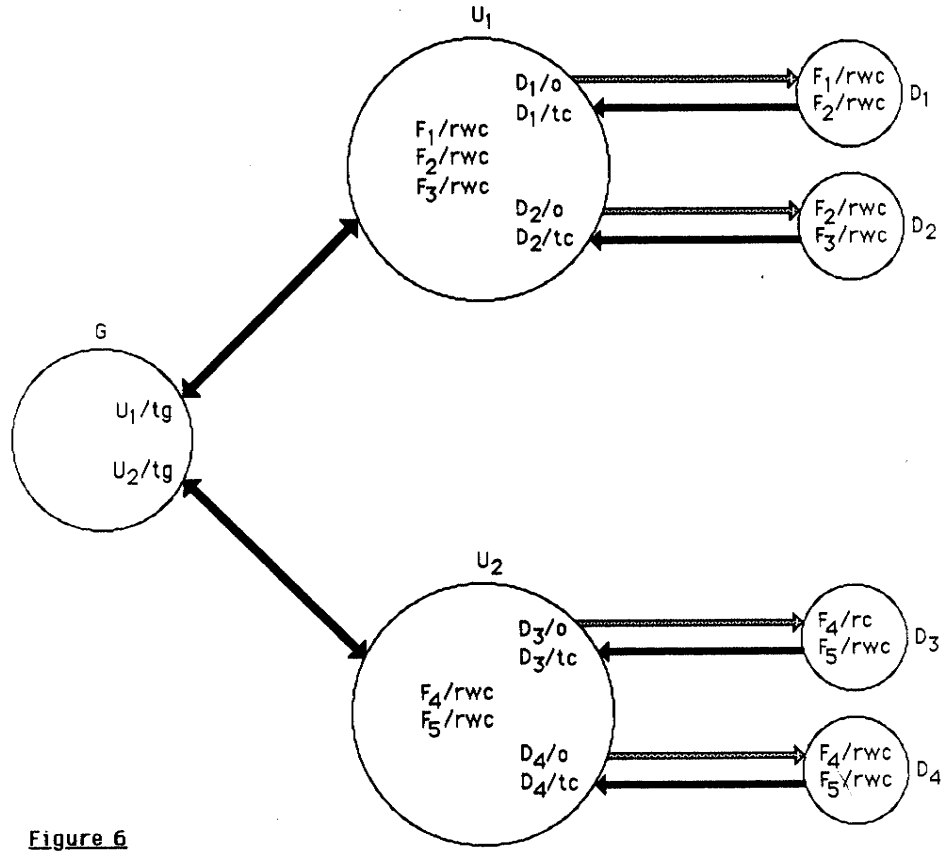 U1
D1/o
D1/tc
F1/rwc
F2/rwc
F3/rwc
D2/o
D2/tc
F1/rwc
F2/rwc
D1
F2/rwc
F3/rwc
D2
G
U1/tg
U2/tg
U2
D3/o
D3/tc
F4/rwc
F5/rwc
D4/o
D4/tc
F4/rc
F5/rwc
D3
F4/rwc
F5/rwc
D4
Figure 6